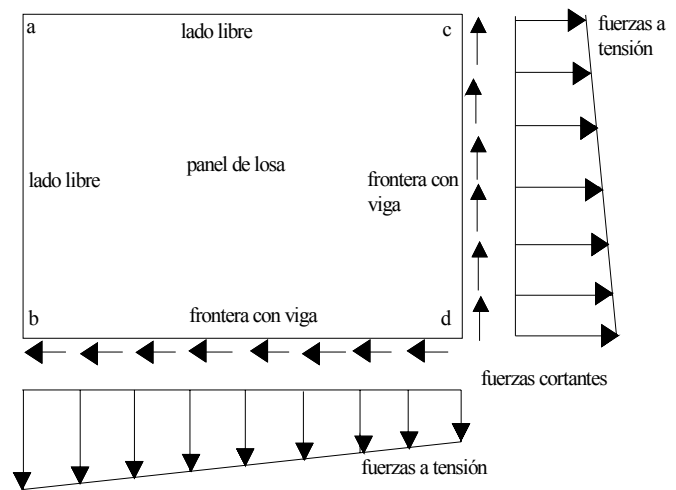 a
lado libre
c
fuerzas a
tensión
panel de losa
lado libre
frontera con
viga
b
frontera con viga
d
fuerzas cortantes
fuerzas a tensión